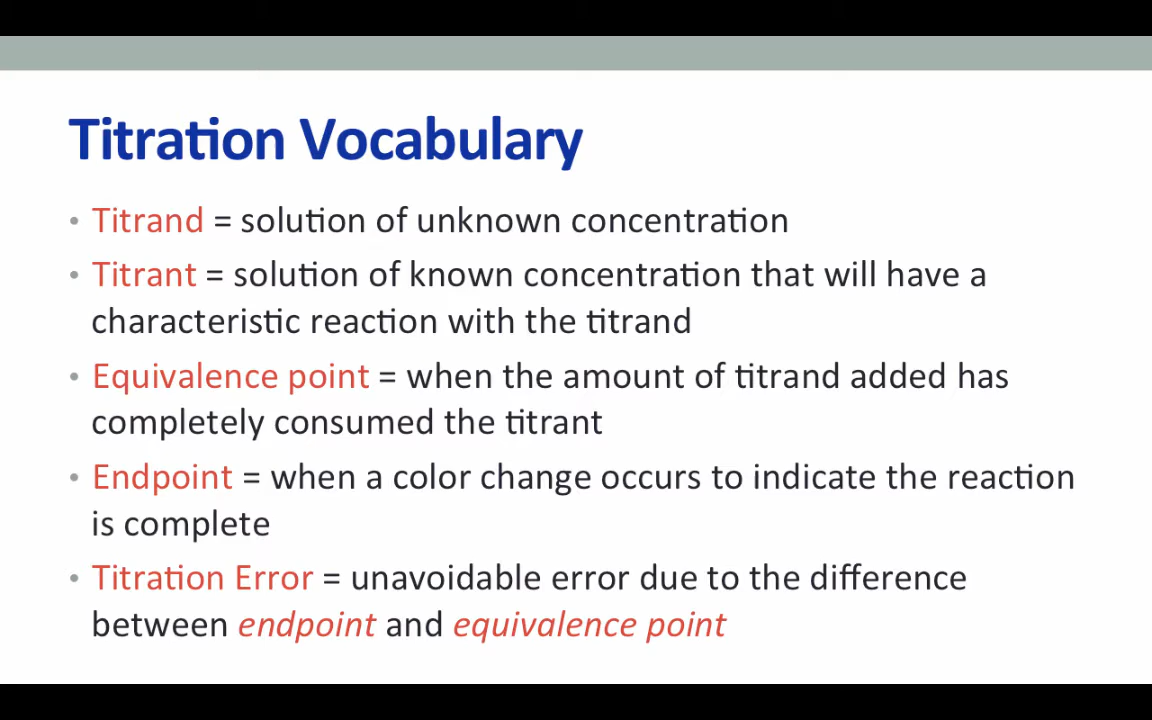 Titration Vocabulary
• Titrand = solution of unknown concentration
• Titrant = solution of known concentration that will have a
characteristic reaction with the titrand
• Equivalence point = when the amount of titrand added has
completely consumed the titrant
• Endpoint = when a color change occurs to indicate the reaction
is complete
• Titration Error = unavoidable error due to the difference
between endpoint and equivalence point